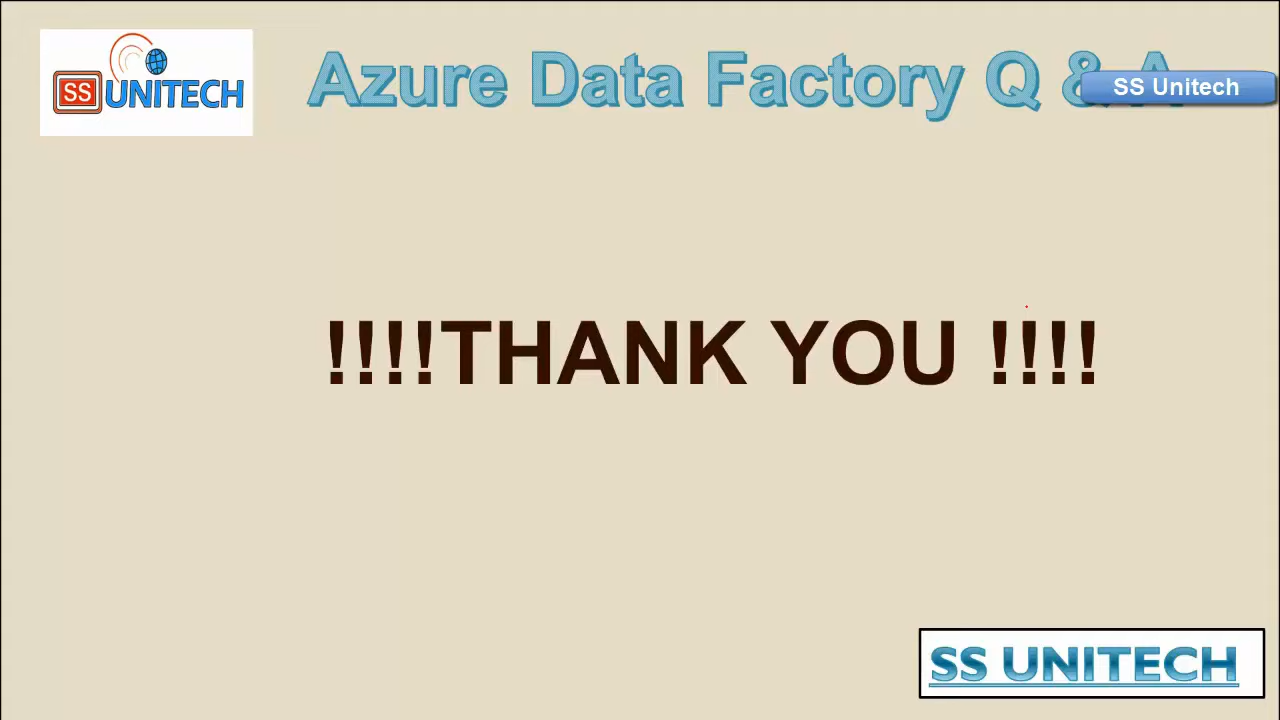 SS UNITECH
Azure Data Factory Q & A
SS Unitech
!!!!THANK YOU !!!!
SS UNITECH